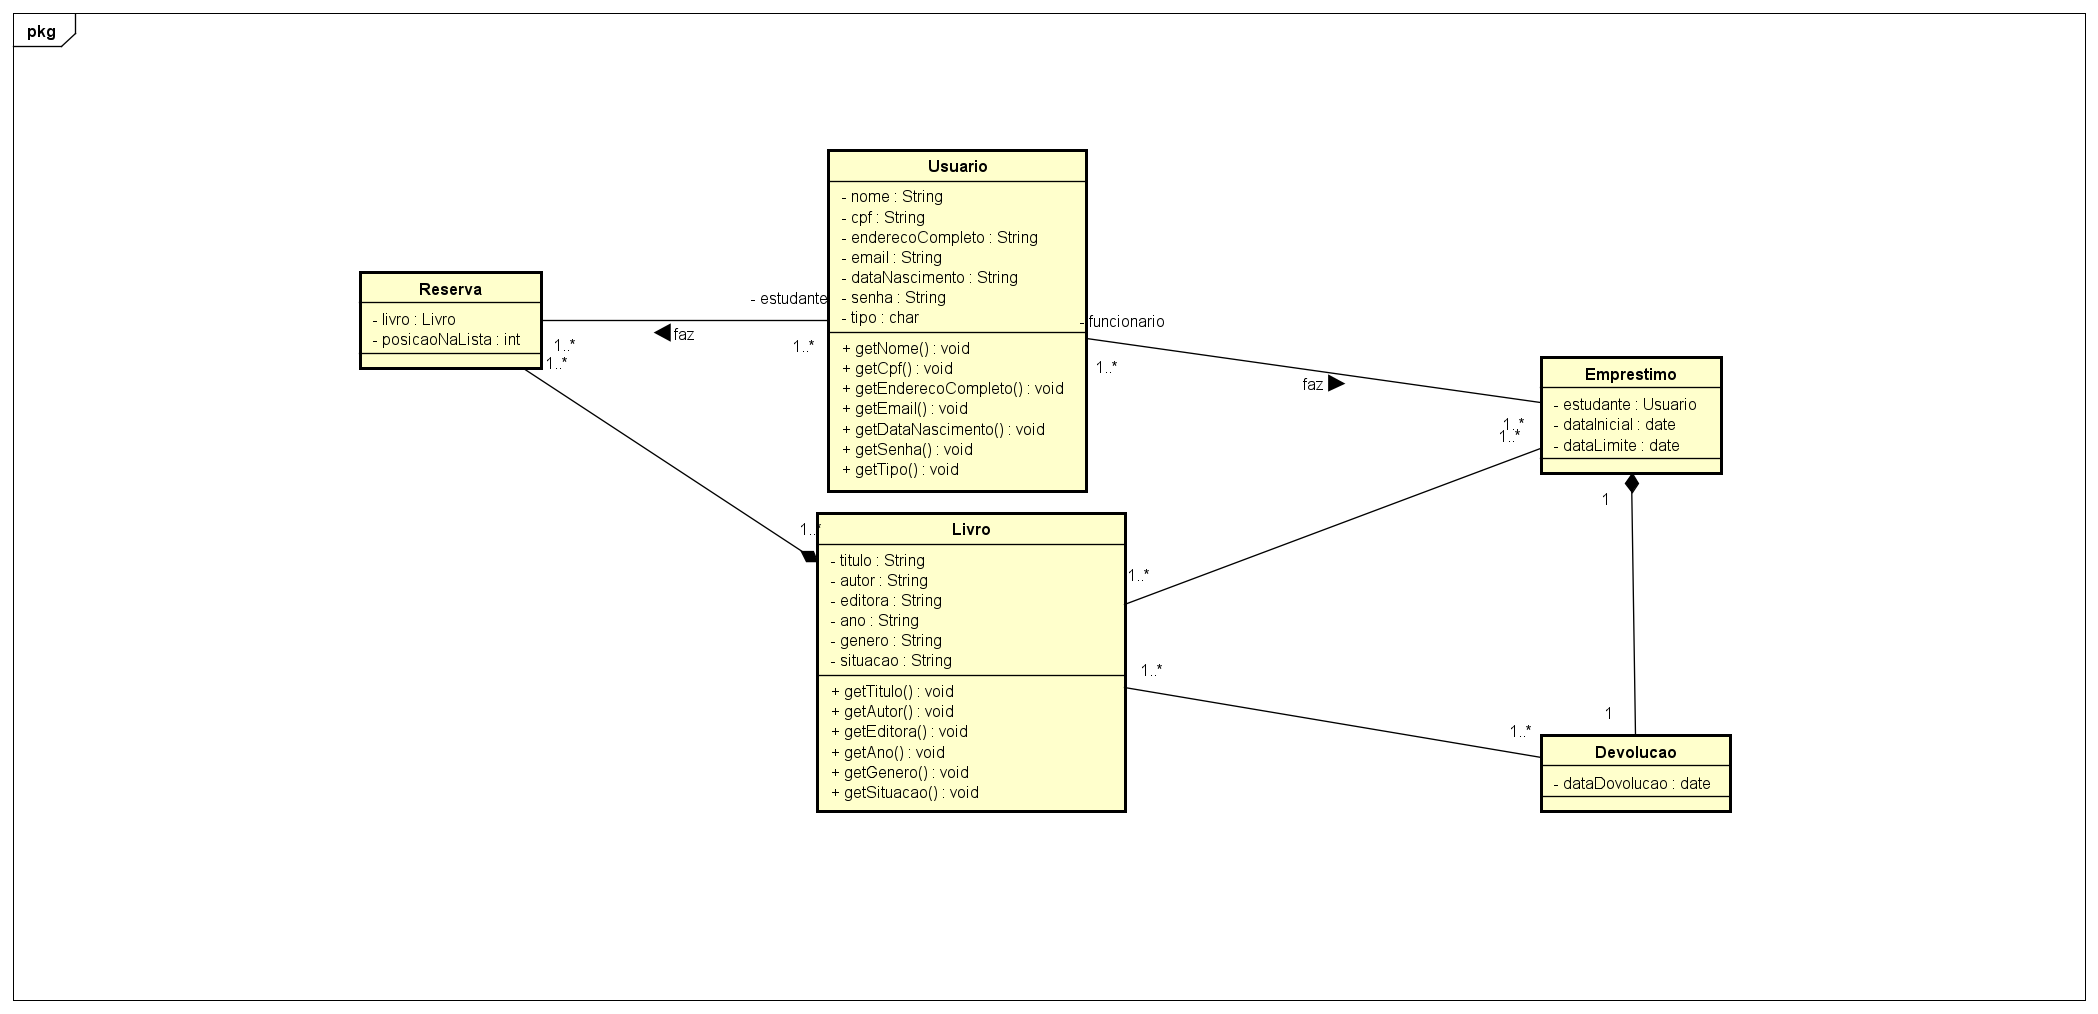 pkg
Usuario
- nome : String
- cpf : String
- enderecoCompleto : String
- email : String
- dataNascimento : String
- senha : String
- tipo : char
+ getNome() : void
+ getCpf() : void
+ getEnderecoCompleto() : void
+ getEmail() : void
+ getDataNascimento() : void
+ getSenha() : void
+ getTipo() : void
Reserva
- livro : Livro
- posicaoNaLista : int
- estudante
faz
1..*
1..*
1..*
- funcionario
1..*
faz
Emprestimo
- estudante : Usuario
- dataInicial : date
- dataLimite : date
1..*
1..*
1
1..*
Livro
- titulo : String
- autor : String
- editora : String
- ano : String
- genero : String
- situacao : String
+ getTitulo() : void
+ getAutor() : void
+ getEditora() : void
+ getAno() : void
+ getGenero() : void
+ getSituacao() : void
1..*
1..*
1
1..*
Devolucao
- dataDovolucao : date